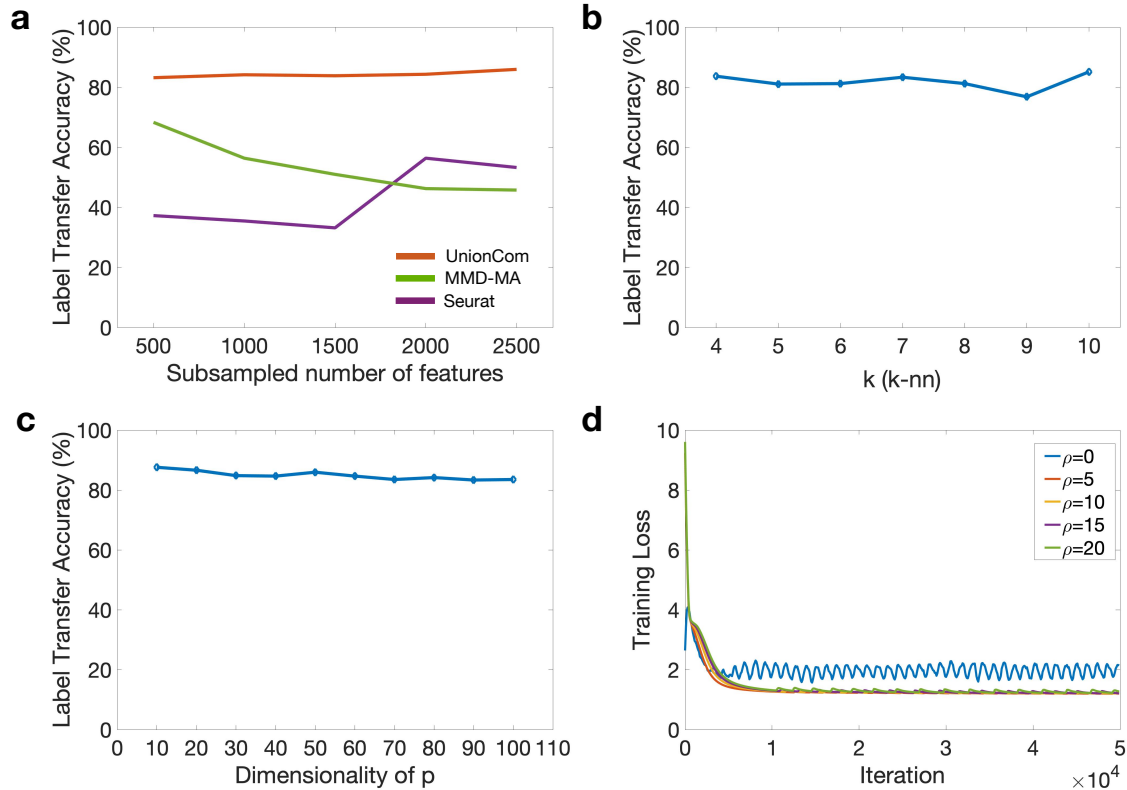 a
Label Transfer Accuracy (%)
100
80
60
40
20
0
500 1000 1500 2000 2500
Subsampled number of features
UnionCom
MMD-MA
Seurat
b
Label Transfer Accuracy (%)
100
80
60
40
20
0
4 5 6 7 8 9 10
k (k-nn)
c
Label Transfer Accuracy (%)
100
80
60
40
20
0
0 10 20 30 40 50 60 70 80 90 100 110
Dimensionality of p
d
Training Loss
10
8
6
4
2
0
0 1 2 3 4 5
Iteration
×10⁴
ρ=0
ρ=5
ρ=10
ρ=15
ρ=20